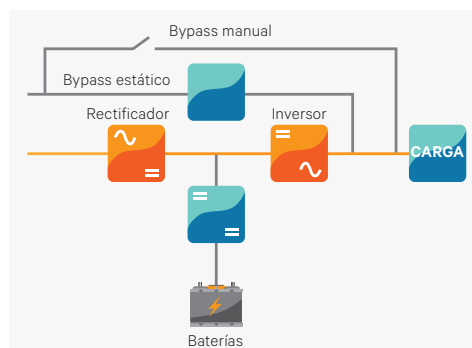 Bypass manual
Bypass estático
Rectificador
Inversor
CARGA
Baterías